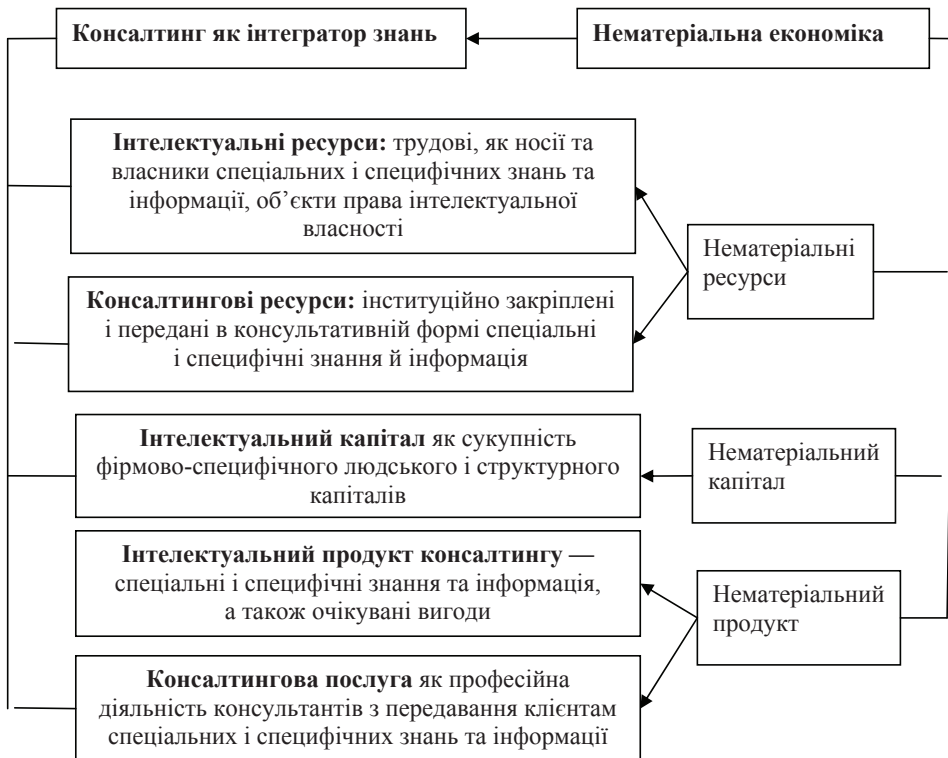 Консалтинг як інтегратор знань
Нематеріальна економіка
Інтелектуальні ресурси: трудові, як носії та
власники спеціальних і специфічних знань та
інформації, об’єкти права інтелектуальної
власності
Нематеріальні
ресурси
Консалтингові ресурси: інституційно закріплені
і передані в консультативній формі спеціальні
і специфічні знання й інформація
Інтелектуальний капітал як сукупність
фірмово-специфічного людського і структурного
капіталів
Нематеріальний
капітал
Інтелектуальний продукт консалтингу —
спеціальні і специфічні знання та інформація,
а також очікувані вигоди
Нематеріальний
продукт
Консалтингова послуга як професійна
діяльність консультантів з передавання клієнтам
спеціальних і специфічних знань та інформації